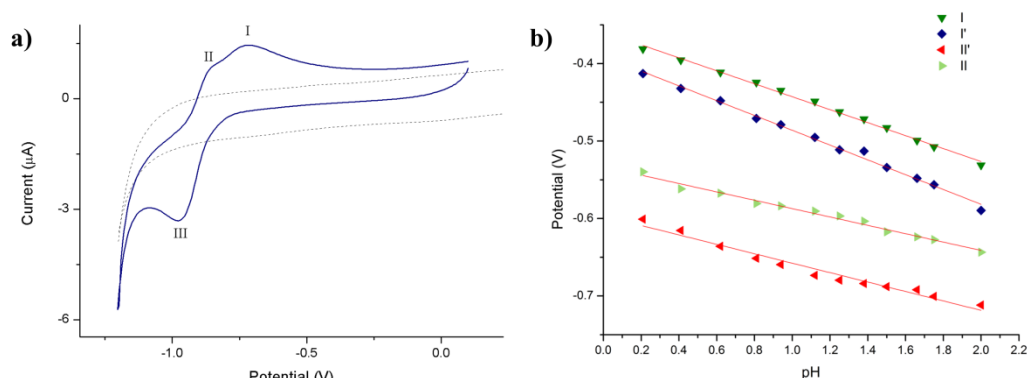 a)
I
II
III
Current (μA)
0
-3
-6
-1.0
-0.5
0.0
Potential (V)
b)
I
I'
II'
II
Potential (V)
-0.4
-0.5
-0.6
-0.7
0.0
0.2
0.4
0.6
0.8
1.0
1.2
1.4
1.6
1.8
2.0
2.2
pH